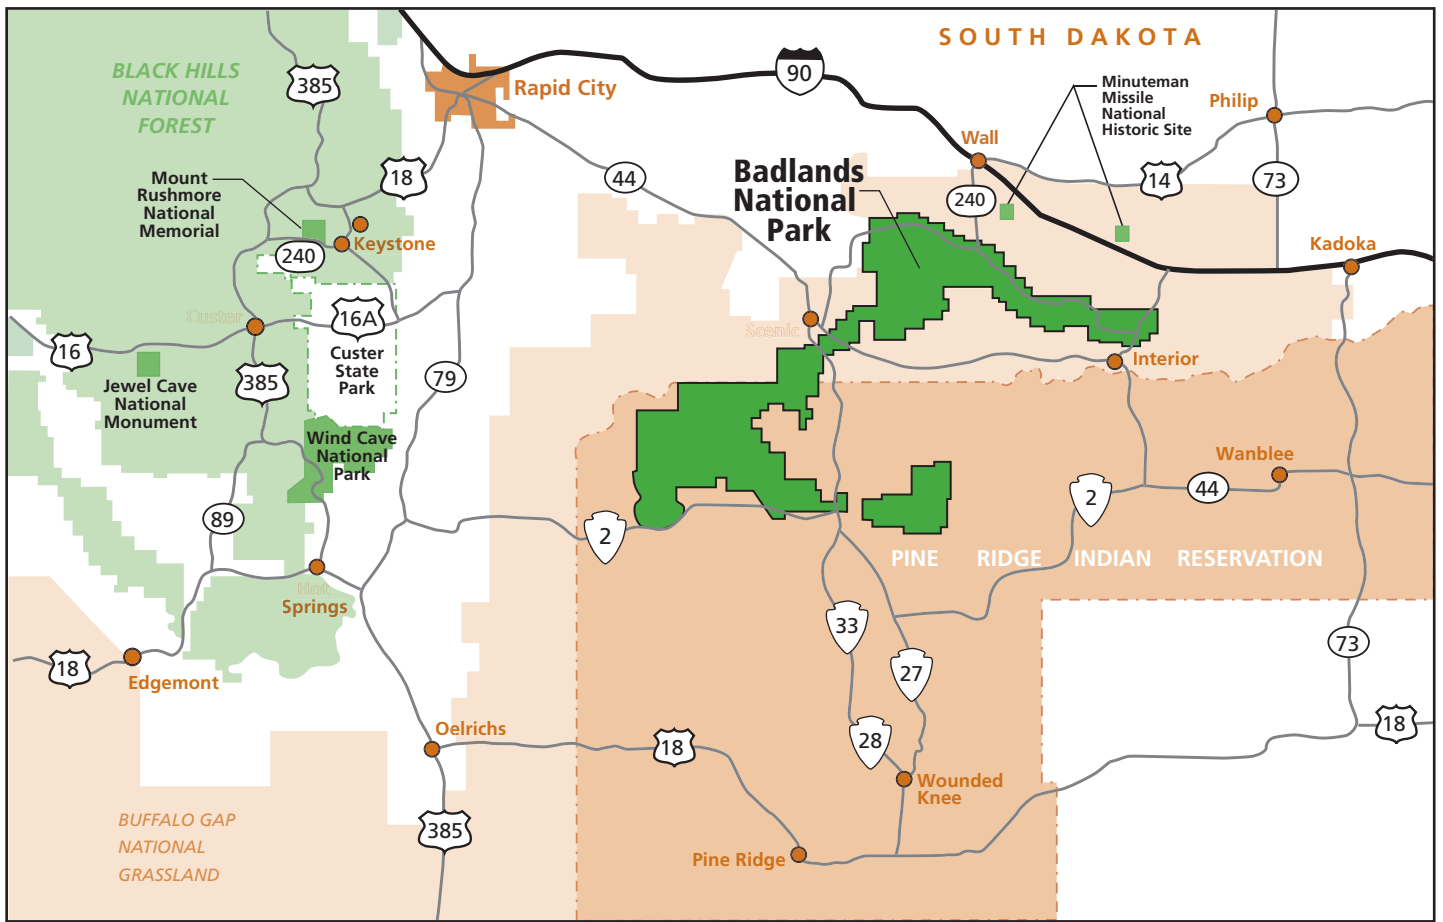 SOUTH DAKOTA
BLACK HILLS
NATIONAL
FOREST
385
Rapid City
90
Minuteman
Missile
National
Historic Site
Philip
Wall
Mount
Rushmore
National
Memorial
18
44
Badlands
National
Park
240
14
73
Keystone
240
Kadoka
Custer
16A
Scenic
16
Custer
State
Park
Interior
385
79
Jewel Cave
National
Monument
Wind Cave
National
Park
Wanblee
2
44
89
2
PINE RIDGE INDIAN RESERVATION
Hot
Springs
33
73
18
Edgemont
27
Oelrichs
18
28
18
Wounded
Knee
BUFFALO GAP
NATIONAL
GRASSLAND
385
Pine Ridge